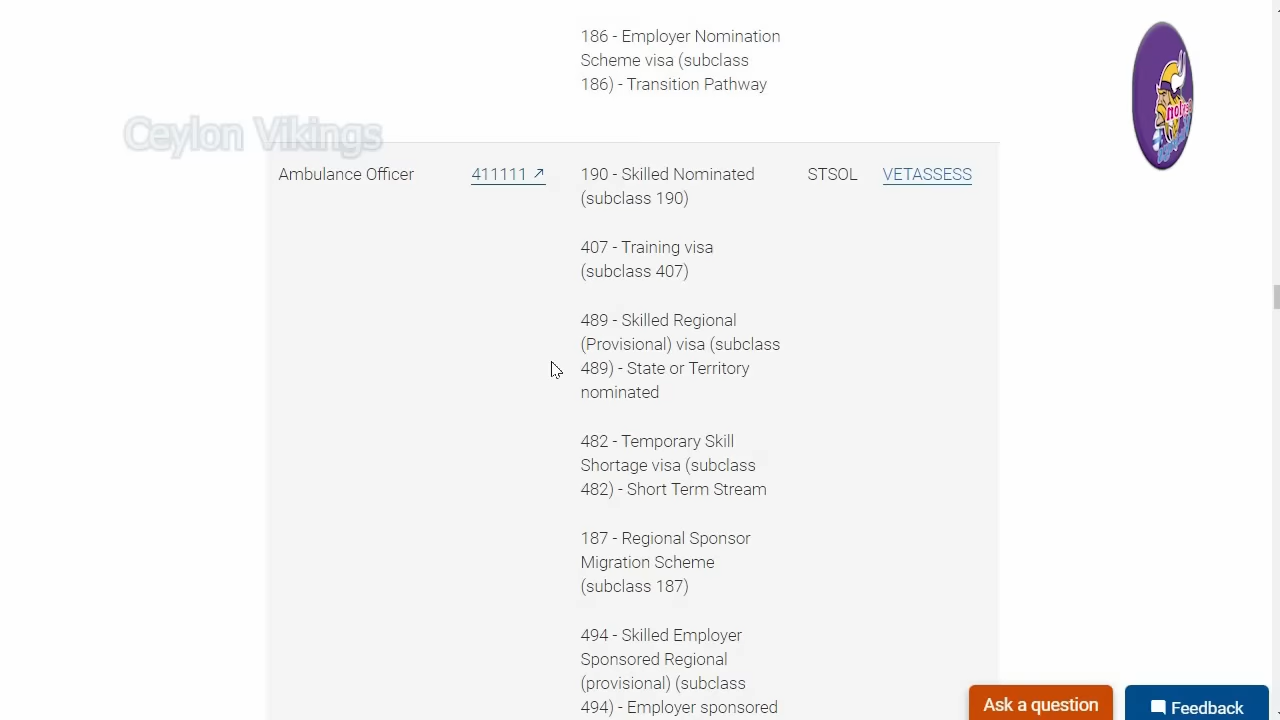 186 - Employer Nomination
Scheme visa (subclass
186) - Transition Pathway
Ceylon Vikings
Ambulance Officer 411111 ↗ 190 - Skilled Nominated STSOL VETASSESS
(subclass 190)
407 - Training visa
(subclass 407)
489 - Skilled Regional
(Provisional) visa (subclass
489) - State or Territory
nominated
482 - Temporary Skill
Shortage visa (subclass
482) - Short Term Stream
187 - Regional Sponsor
Migration Scheme
(subclass 187)
494 - Skilled Employer
Sponsored Regional
(provisional) (subclass
494) - Employer sponsored
Ask a question
Feedback